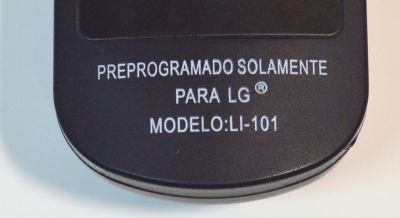 PREPROGRAMADO SOLAMENTE
PARA LG®
MODELO:LI-101